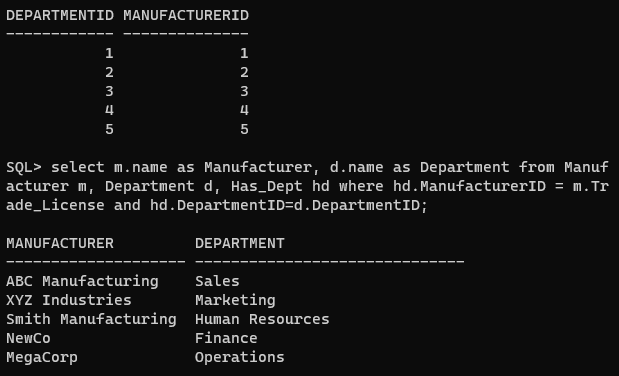 DEPARTMENTID MANUFACTURERID
------------ --------------
           1              1
           2              2
           3              3
           4              4
           5              5
SQL> select m.name as Manufacturer, d.name as Department from Manuf
acturer m, Department d, Has_Dept hd where hd.ManufacturerID = m.Tr
ade_License and hd.DepartmentID=d.DepartmentID;
MANUFACTURER         DEPARTMENT
-------------------- ------------------------------
ABC Manufacturing    Sales
XYZ Industries       Marketing
Smith Manufacturing  Human Resources
NewCo                Finance
MegaCorp             Operations